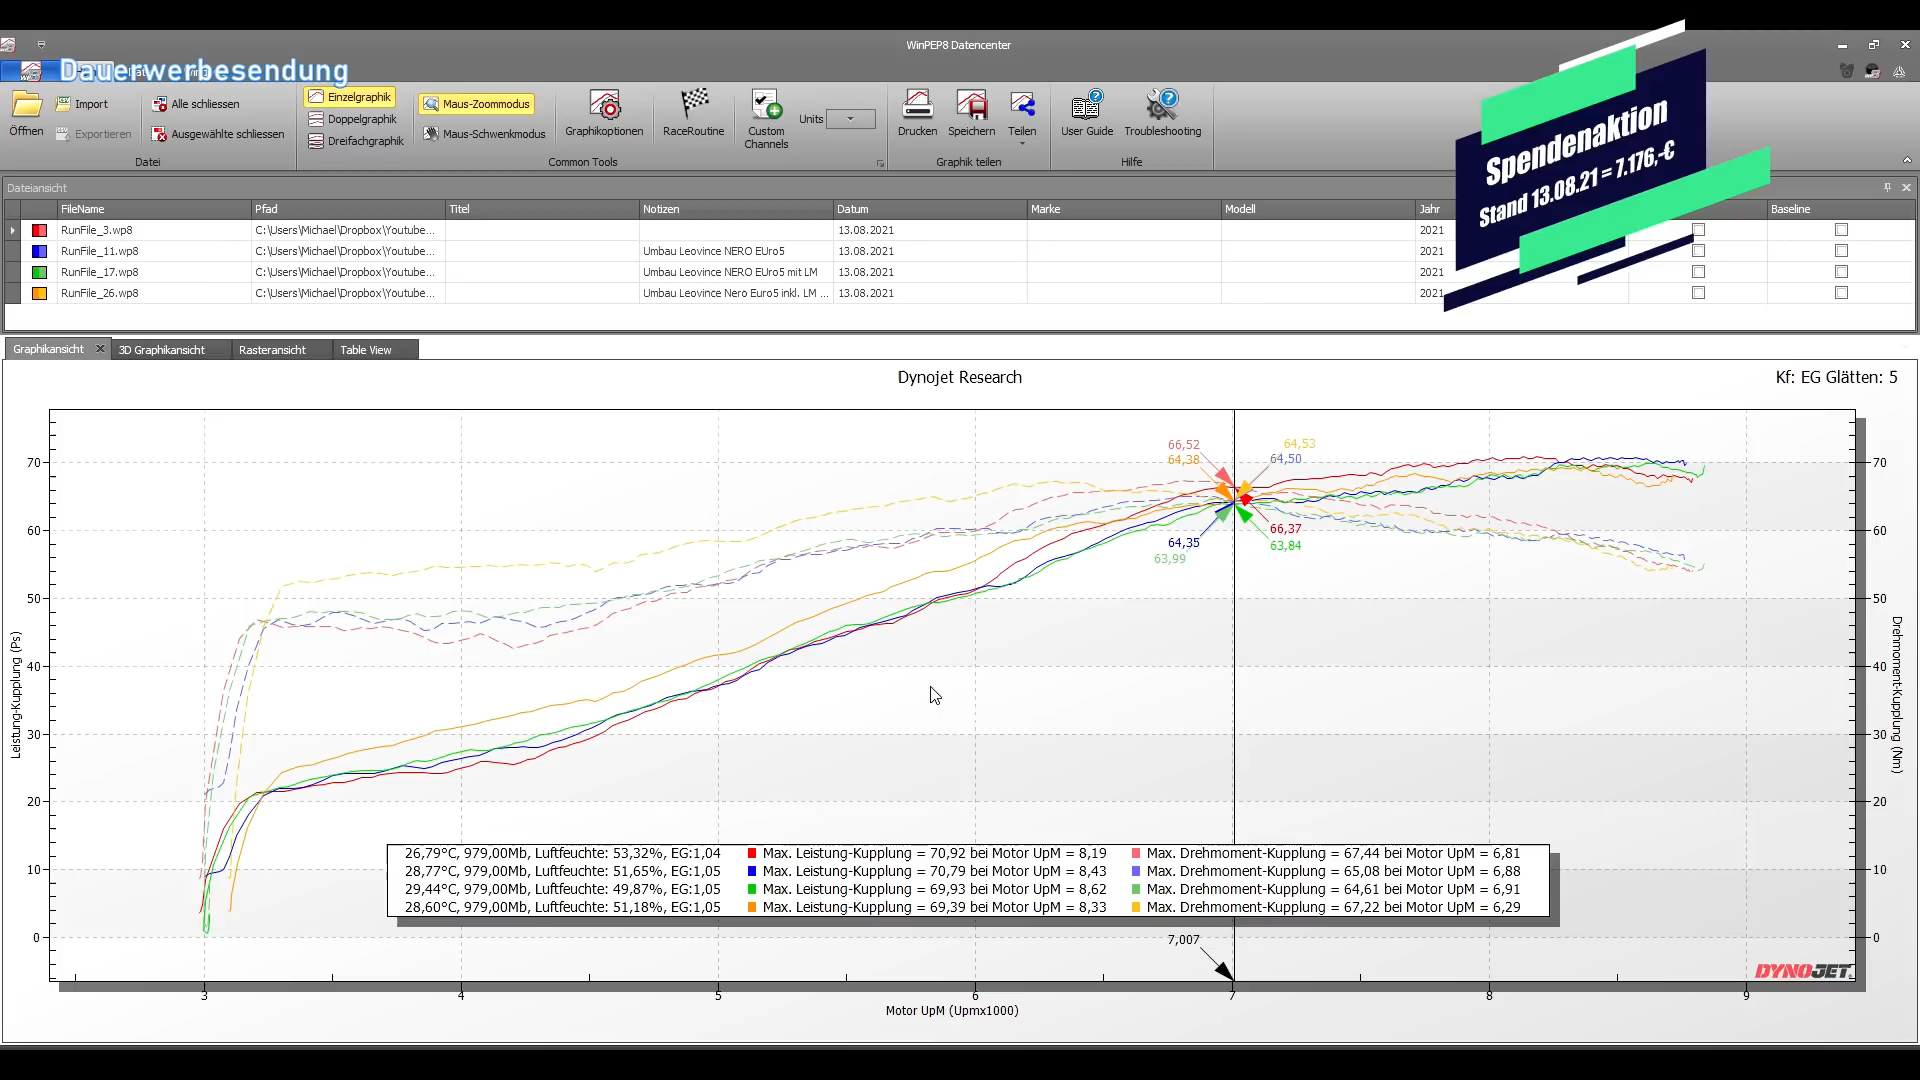 WinPEP8 Datencenter
Dauerwerbesendung
Öffnen
Import
Exportieren
Alle schliessen
Ausgewählte schliessen
Datei
Einzelgraphik
Doppelgraphik
Dreifachgraphik
Maus-Zoommodus
Maus-Schwenkmodus
Graphikoptionen
RaceRoutine
Custom
Channels
Units
Common Tools
Drucken
Speichern
Teilen
Graphik teilen
User Guide
Troubleshooting
Hilfe
Spendenaktion
Stand 13.08.21 = 7.176,-€
Dateiansicht
FileName Pfad Titel Notizen Datum Marke Modell Jahr Baseline
RunFile_3.wp8 C:\Users\Michael\Dropbox\Youtube... 13.08.2021 2021
RunFile_11.wp8 C:\Users\Michael\Dropbox\Youtube... Umbau Leovince NERO EUro5 13.08.2021 2021
RunFile_17.wp8 C:\Users\Michael\Dropbox\Youtube... Umbau Leovince NERO EUro5 mit LM 13.08.2021 2021
RunFile_26.wp8 C:\Users\Michael\Dropbox\Youtube... Umbau Leovince Nero Euro5 inkl. LM ... 13.08.2021 2021
Graphikansicht 3D Graphikansicht Rasteransicht Table View
Dynojet Research
Kf: EG Glätten: 5
66,52
64,38
64,53
64,50
64,35
63,99
66,37
63,84
70
60
50
40
30
20
10
0
Leistung-Kupplung (Ps)
70
60
50
40
30
20
10
0
Drehmoment-Kupplung (Nm)
26,79°C, 979,00Mb, Luftfeuchte: 53,32%, EG:1,04 Max. Leistung-Kupplung = 70,92 bei Motor UpM = 8,19 Max. Drehmoment-Kupplung = 67,44 bei Motor UpM = 6,81
28,77°C, 979,00Mb, Luftfeuchte: 51,65%, EG:1,05 Max. Leistung-Kupplung = 70,79 bei Motor UpM = 8,43 Max. Drehmoment-Kupplung = 65,08 bei Motor UpM = 6,88
29,44°C, 979,00Mb, Luftfeuchte: 49,87%, EG:1,05 Max. Leistung-Kupplung = 69,93 bei Motor UpM = 8,62 Max. Drehmoment-Kupplung = 64,61 bei Motor UpM = 6,91
28,60°C, 979,00Mb, Luftfeuchte: 51,18%, EG:1,05 Max. Leistung-Kupplung = 69,39 bei Motor UpM = 8,33 Max. Drehmoment-Kupplung = 67,22 bei Motor UpM = 6,29
7,007
DYNOJET
3 4 5 6 7 8 9
Motor UpM (Upmx1000)